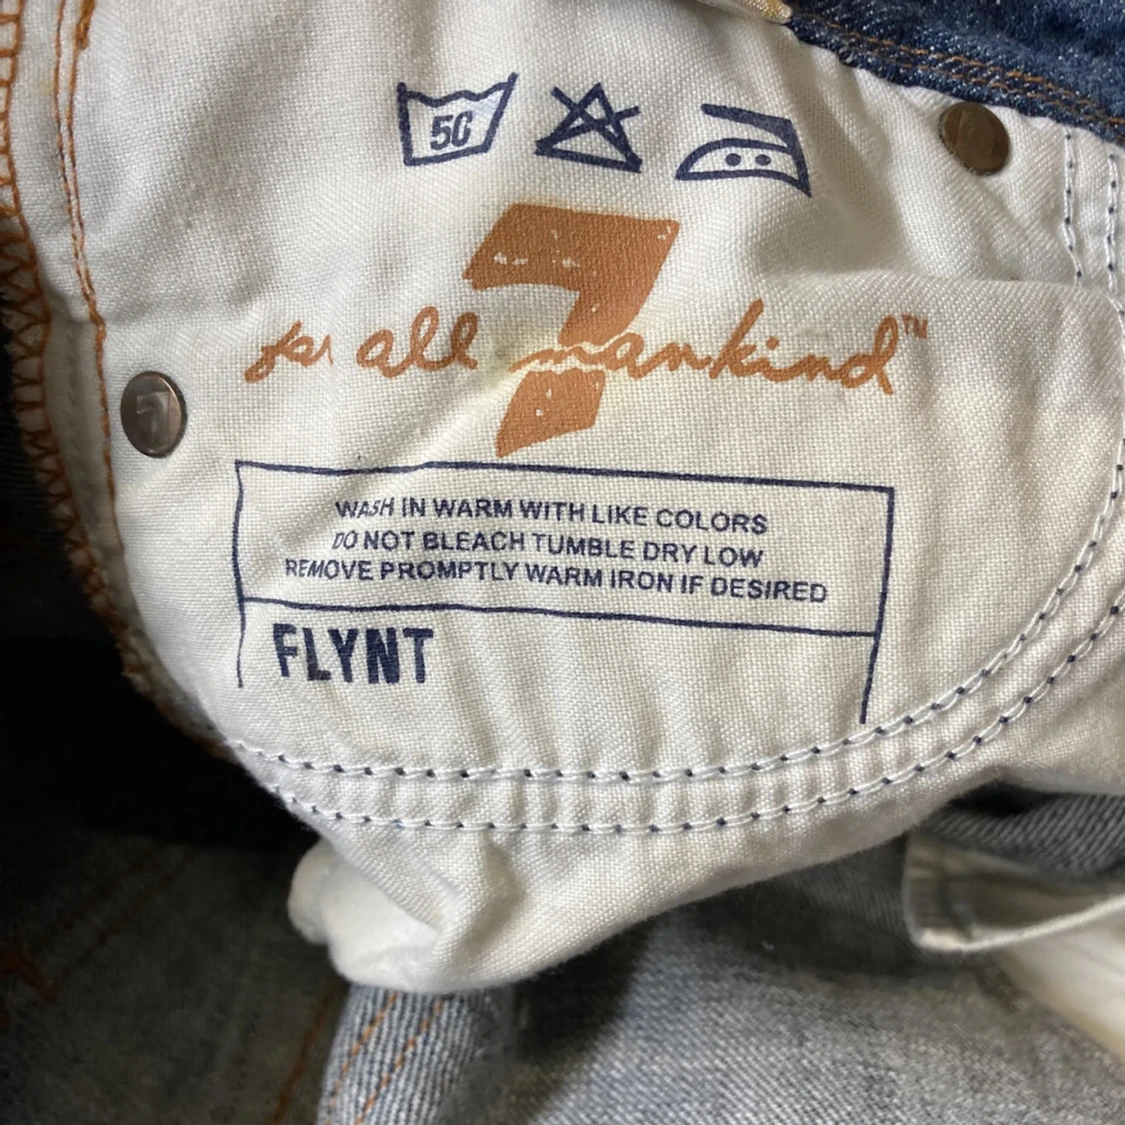 50
7
for all mankind™
WASH IN WARM WITH LIKE COLORS
DO NOT BLEACH TUMBLE DRY LOW
REMOVE PROMPTLY WARM IRON IF DESIRED
FLYNT
7